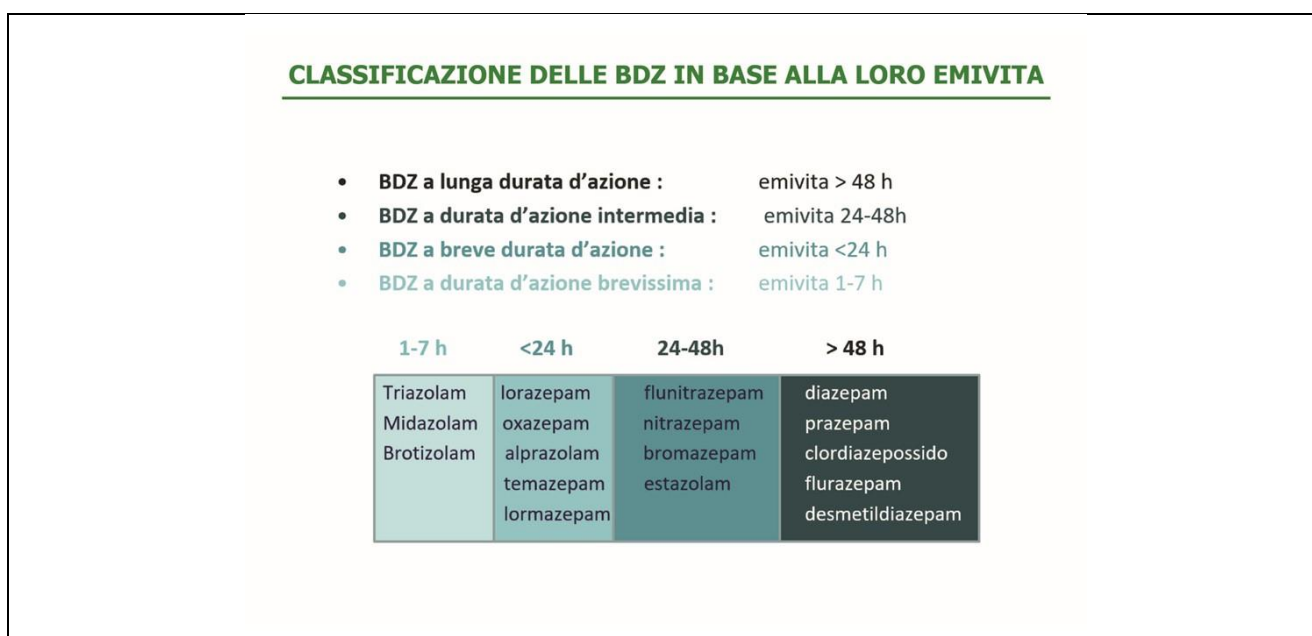 CLASSIFICAZIONE DELLE BDZ IN BASE ALLA LORO EMIVITA
• BDZ a lunga durata d’azione : emivita > 48 h
• BDZ a durata d’azione intermedia : emivita 24-48h
• BDZ a breve durata d’azione : emivita <24 h
• BDZ a durata d’azione brevissima : emivita 1-7 h
1-7 h <24 h 24-48h > 48 h
Triazolam lorazepam flunitrazepam diazepam
Midazolam oxazepam nitrazepam prazepam
Brotizolam alprazolam bromazepam clordiazepossido
temazepam estazolam flurazepam
lormazepam desmetildiazepam